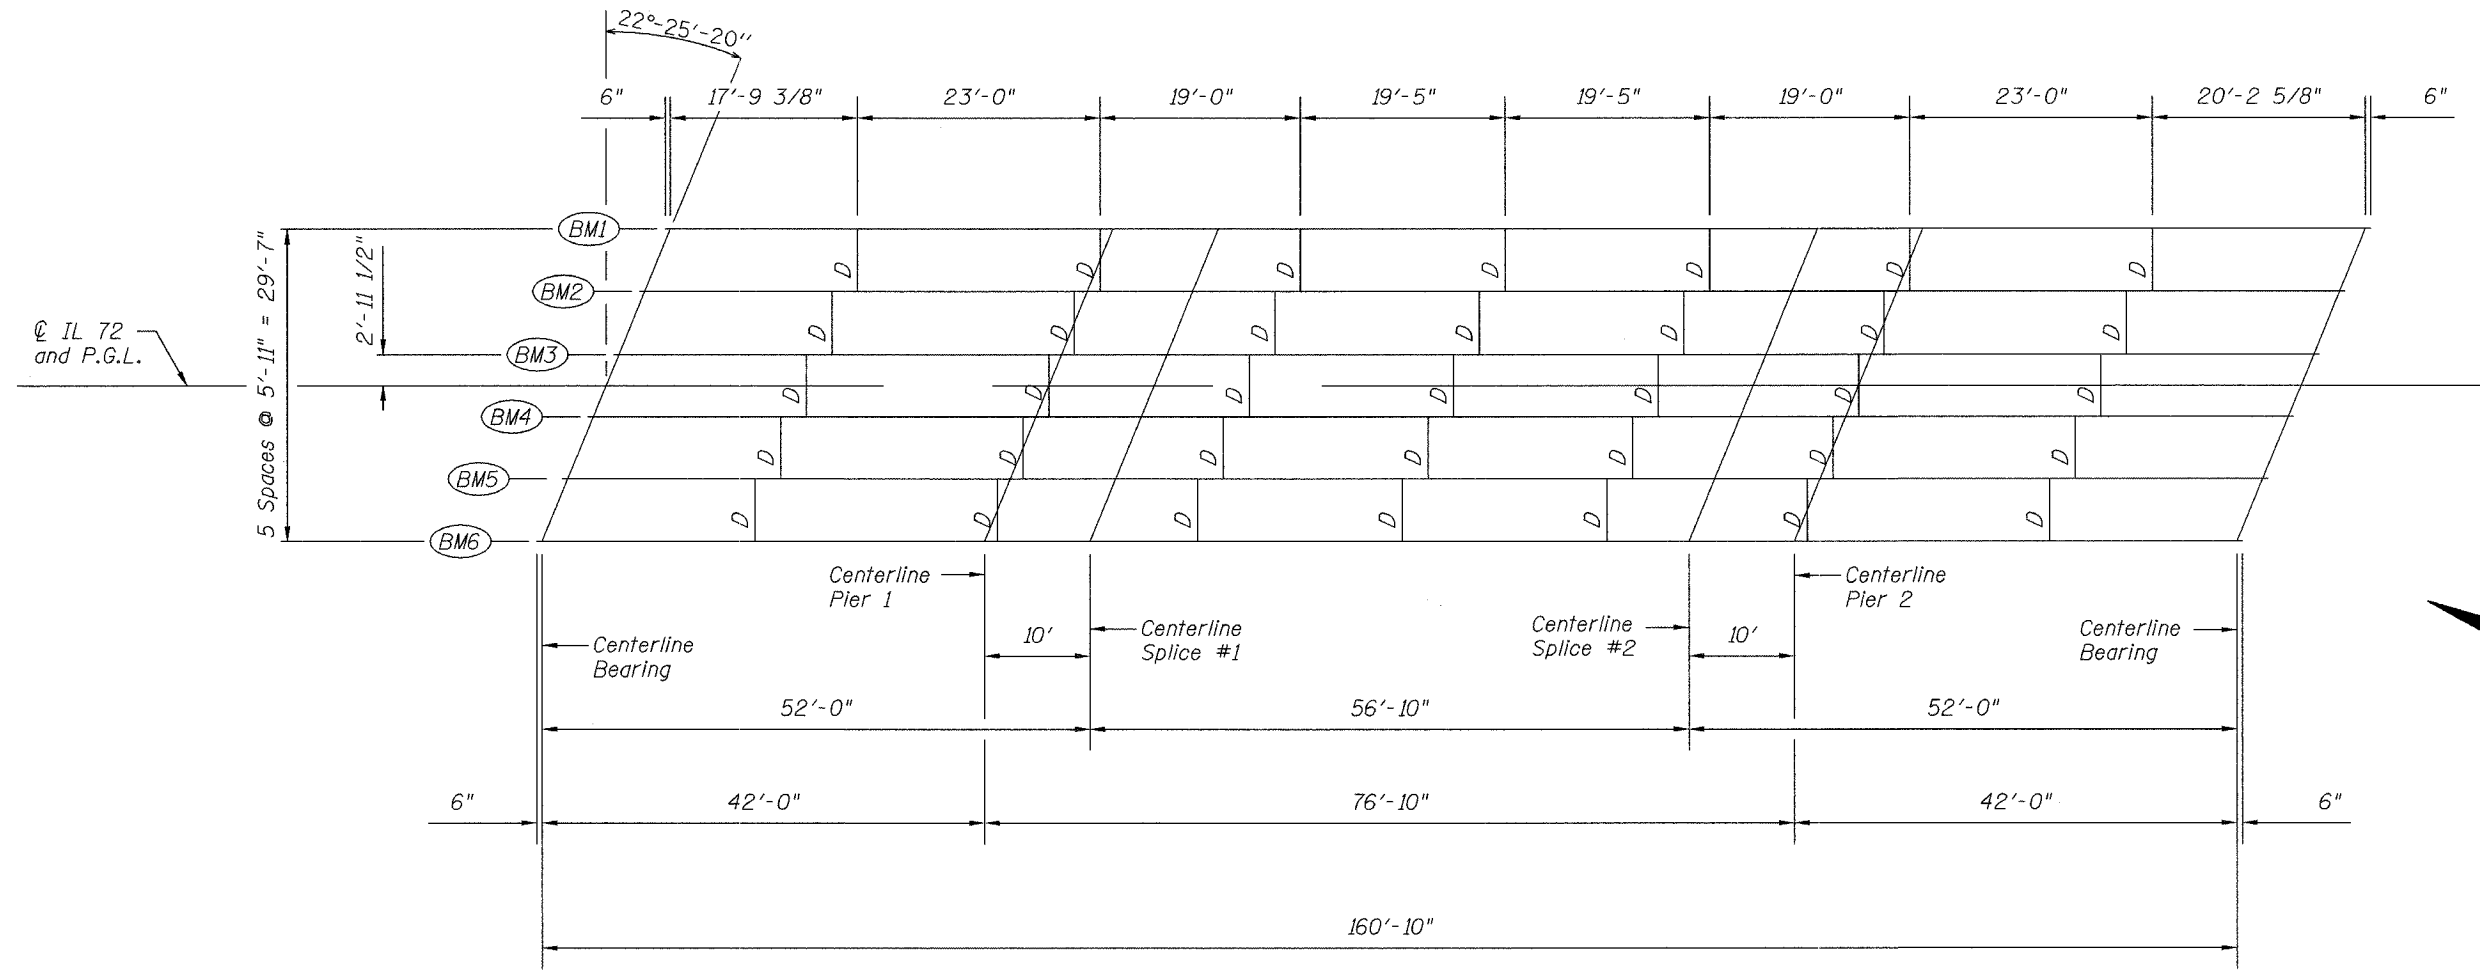 22°-25'-20''
6"
17'-9 3/8"
23'-0"
19'-0"
19'-5"
19'-5"
19'-0"
23'-0"
20'-2 5/8"
6"
BM1
BM2
BM3
BM4
BM5
BM6
5 Spaces @ 5'-11" = 29'-7"
2'-11 1/2"
℄ IL 72
and P.G.L.
D D D D D D D
D D D D D D D
D D D D D D D
D D D D D D D
D D D D D D D
Centerline
Pier 1
Centerline
Pier 2
Centerline
Bearing
10'
Centerline
Splice #1
Centerline
Splice #2
10'
Centerline
Bearing
52'-0"
56'-10"
52'-0"
6"
42'-0"
76'-10"
42'-0"
6"
160'-10"